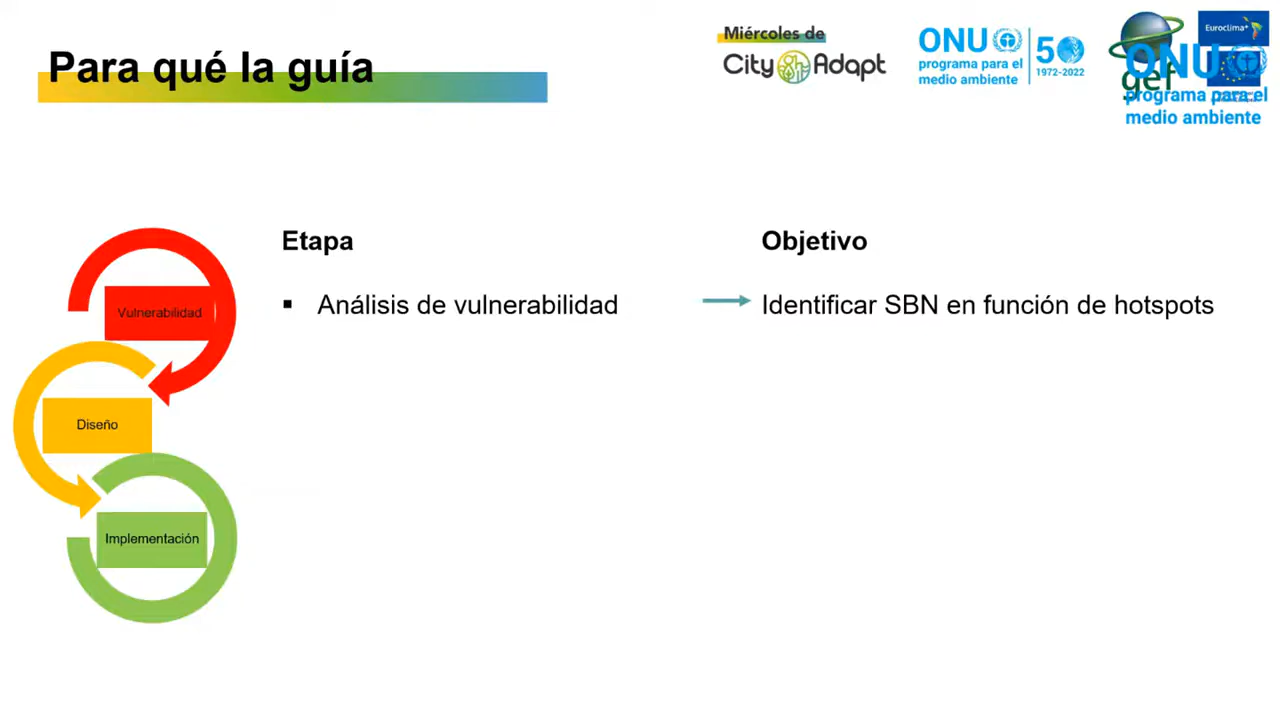 Para qué la guía
Miércoles de
City Adapt
ONU
programa para el
medio ambiente
50
1972-2022
gef
Euroclima+
ONU
programa para el
medio ambiente
Etapa
Objetivo
Vulnerabilidad
▪ Análisis de vulnerabilidad
Identificar SBN en función de hotspots
Diseño
Implementación